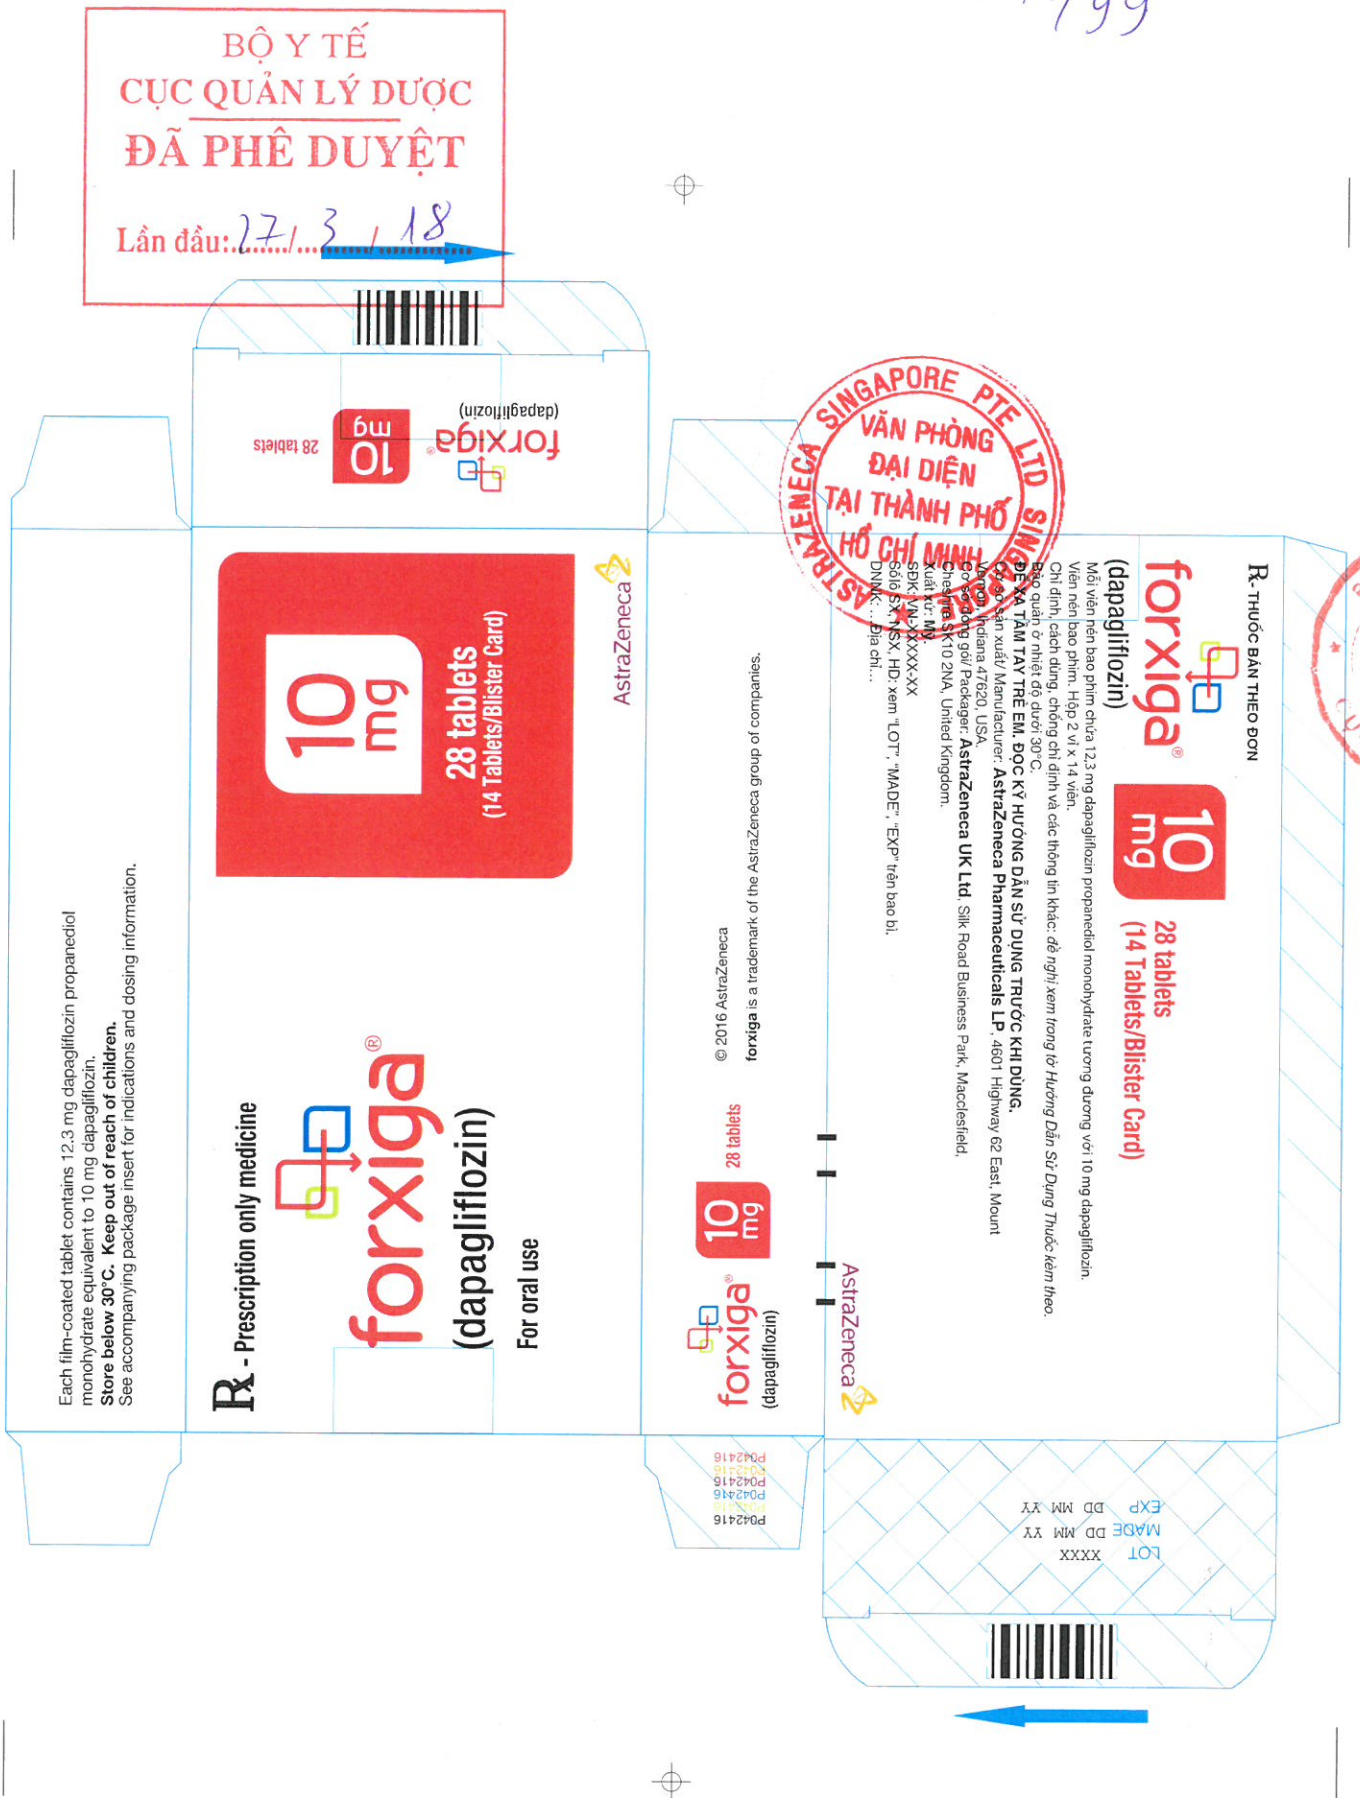 BỘ Y TẾ
CỤC QUẢN LÝ DƯỢC
ĐÃ PHÊ DUYỆT
Lần đầu: 27 / 3 / 18
forxiga®
(dapagliflozin)
10
mg
28 tablets
Each film-coated tablet contains 12.3 mg dapagliflozin propanediol
monohydrate equivalent to 10 mg dapagliflozin.
Store below 30°C. Keep out of reach of children.
See accompanying package insert for indications and dosing information.
Rx - Prescription only medicine
forxiga®
(dapagliflozin)
For oral use
10
mg
28 tablets
(14 Tablets/Blister Card)
AstraZeneca
forxiga®
(dapagliflozin)
10
mg
28 tablets
© 2016 AstraZeneca
forxiga is a trademark of the AstraZeneca group of companies.
P042416
P042416
P042416
P042416
P042416
P042416
ASTRAZENECA SINGAPORE PTE LTD
VĂN PHÒNG
ĐẠI DIỆN
TẠI THÀNH PHỐ
HỒ CHÍ MINH
Rx- THUỐC BÁN THEO ĐƠN
forxiga®
(dapagliflozin)
10
mg
28 tablets
(14 Tablets/Blister Card)
Mỗi viên nén bao phim chứa 12,3 mg dapagliflozin propanediol monohydrate tương đương với 10 mg dapagliflozin.
Viên nén bao phim. Hộp 2 vỉ x 14 viên.
Chỉ định, cách dùng, chống chỉ định và các thông tin khác: đề nghị xem trong tờ Hướng Dẫn Sử Dụng Thuốc kèm theo.
Bảo quản ở nhiệt độ dưới 30°C.
ĐỂ XA TẦM TAY TRẺ EM. ĐỌC KỸ HƯỚNG DẪN SỬ DỤNG TRƯỚC KHI DÙNG.
Cơ sở sản xuất/ Manufacturer: AstraZeneca Pharmaceuticals LP, 4601 Highway 62 East, Mount
Vernon, Indiana 47620, USA.
Cơ sở đóng gói/ Packager: AstraZeneca UK Ltd, Silk Road Business Park, Macclesfield,
Cheshire SK10 2NA, United Kingdom.
Xuất xứ: Mỹ.
SĐK: VN-XXXXX-XX
Sốlô SX, NSX, HD: xem "LOT", "MADE", "EXP" trên bao bì.
DNNK: ... Địa chỉ...
AstraZeneca
LOT XXXX
MADE DD MM YY
EXP DD MM YY